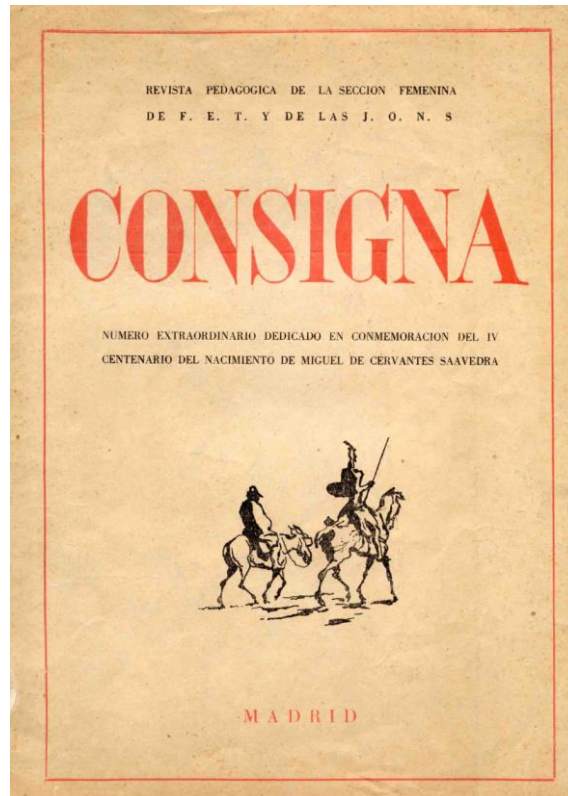 REVISTA PEDAGOGICA DE LA SECCION FEMENINA
DE F. E. T. Y DE LAS J. O. N. S
CONSIGNA
NUMERO EXTRAORDINARIO DEDICADO EN CONMEMORACION DEL IV
CENTENARIO DEL NACIMIENTO DE MIGUEL DE CERVANTES SAAVEDRA
MADRID